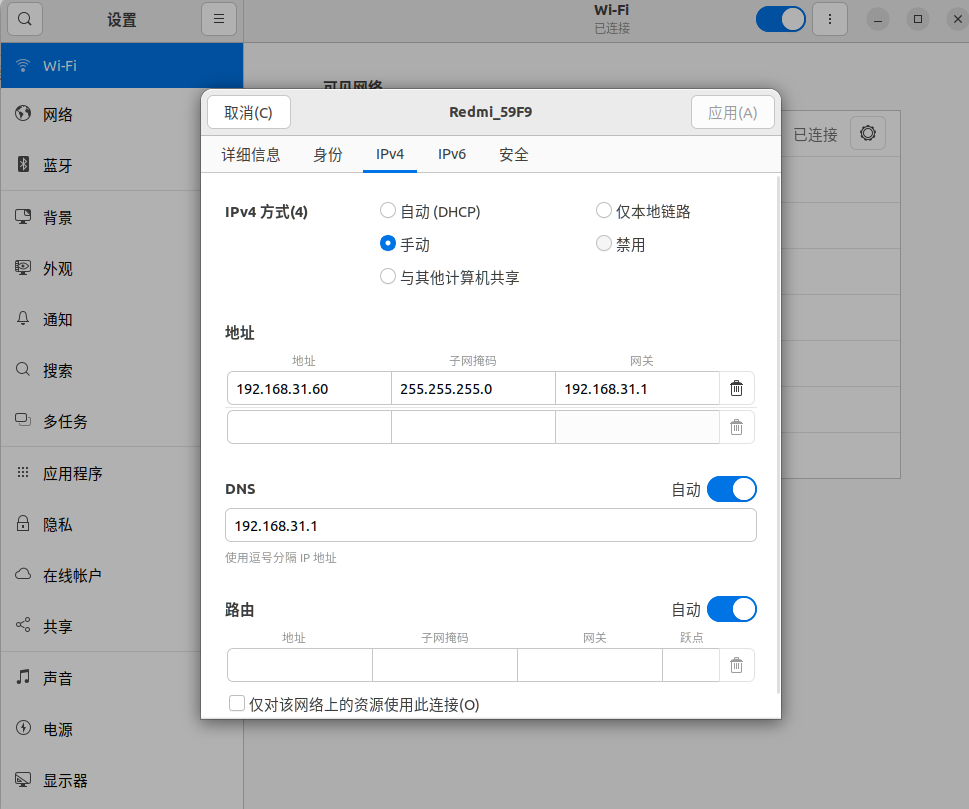 设置
Wi-Fi
已连接
Wi-Fi
网络
蓝牙
背景
外观
通知
搜索
多任务
应用程序
隐私
在线帐户
共享
声音
电源
显示器
可见网络
已连接
取消(C)
Redmi_59F9
应用(A)
详细信息 身份 IPv4 IPv6 安全
IPv4 方式(4)
自动 (DHCP) 仅本地链路
手动 禁用
与其他计算机共享
地址
地址 子网掩码 网关
192.168.31.60 255.255.255.0 192.168.31.1
DNS 自动
192.168.31.1
使用逗号分隔 IP 地址
路由 自动
地址 子网掩码 网关 跃点
仅对该网络上的资源使用此连接(O)